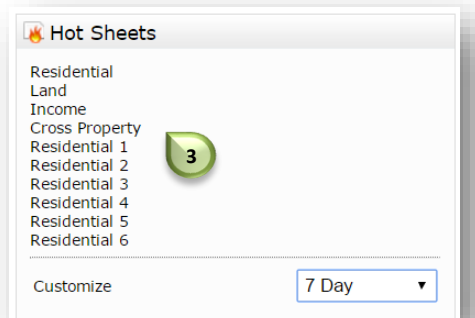 Hot Sheets
Residential
Land
Income
Cross Property
Residential 1
Residential 2
Residential 3
Residential 4
Residential 5
Residential 6
3
Customize 7 Day